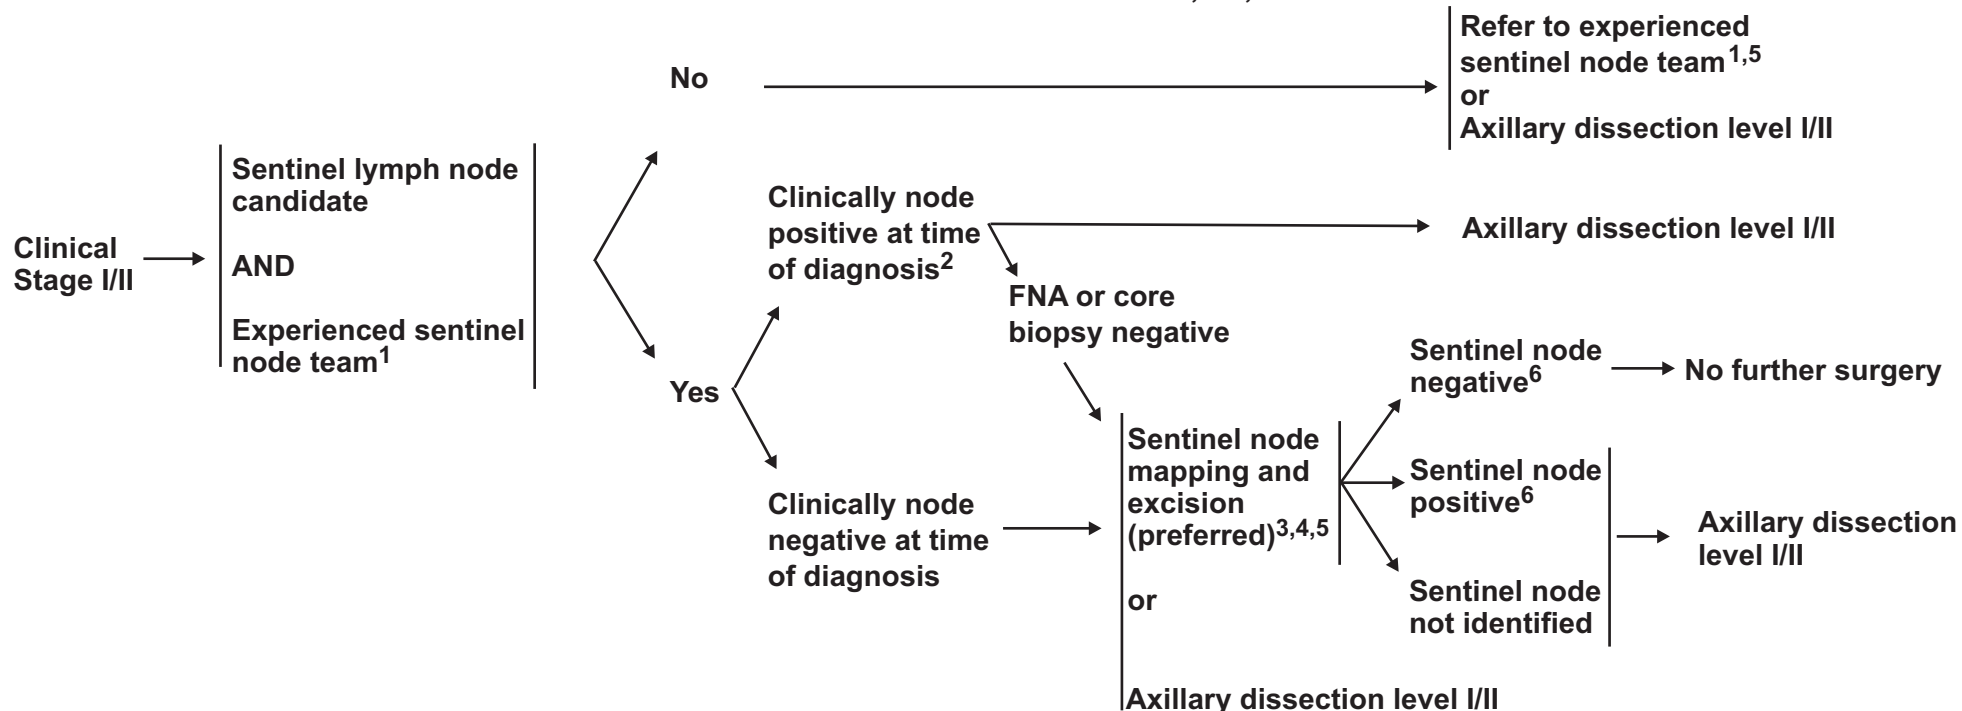 Refer to experienced
sentinel node team1,5
or
Axillary dissection level I/II
No
Sentinel lymph node
candidate
AND
Experienced sentinel
node team1
Clinical
Stage I/II
Clinically node
positive at time
of diagnosis2
Axillary dissection level I/II
FNA or core
biopsy negative
Yes
Sentinel node
negative6
No further surgery
Sentinel node
mapping and
excision
(preferred)3,4,5
or
Axillary dissection level I/II
Sentinel node
positive6
Sentinel node
not identified
Axillary dissection
level I/II
Clinically node
negative at time
of diagnosis